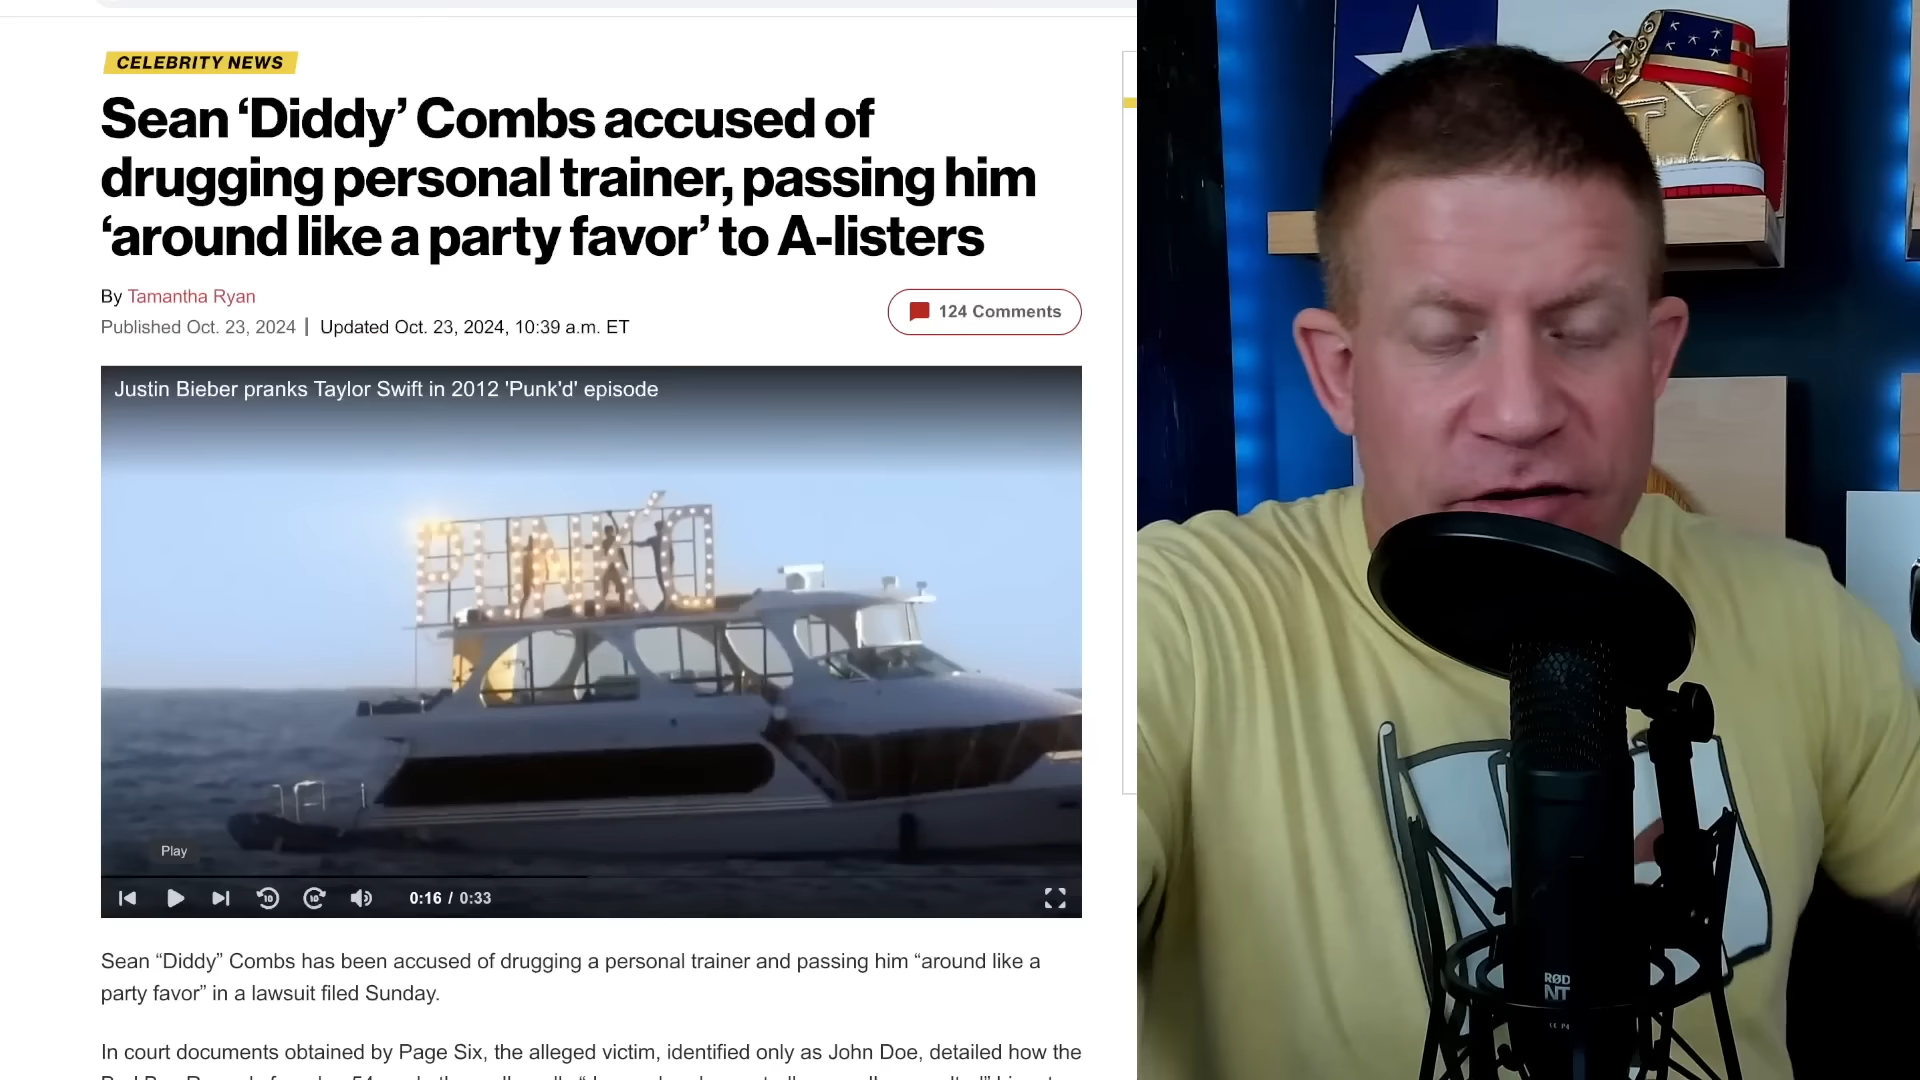 CELEBRITY NEWS
Sean ‘Diddy’ Combs accused of
drugging personal trainer, passing him
‘around like a party favor’ to A-listers
By Tamantha Ryan
Published Oct. 23, 2024 | Updated Oct. 23, 2024, 10:39 a.m. ET
124 Comments
Justin Bieber pranks Taylor Swift in 2012 'Punk'd' episode
PUNK'D
Play
10
10
0:16 / 0:33
Sean “Diddy” Combs has been accused of drugging a personal trainer and passing him “around like a
party favor” in a lawsuit filed Sunday.
In court documents obtained by Page Six, the alleged victim, identified only as John Doe, detailed how the
RØD
NT